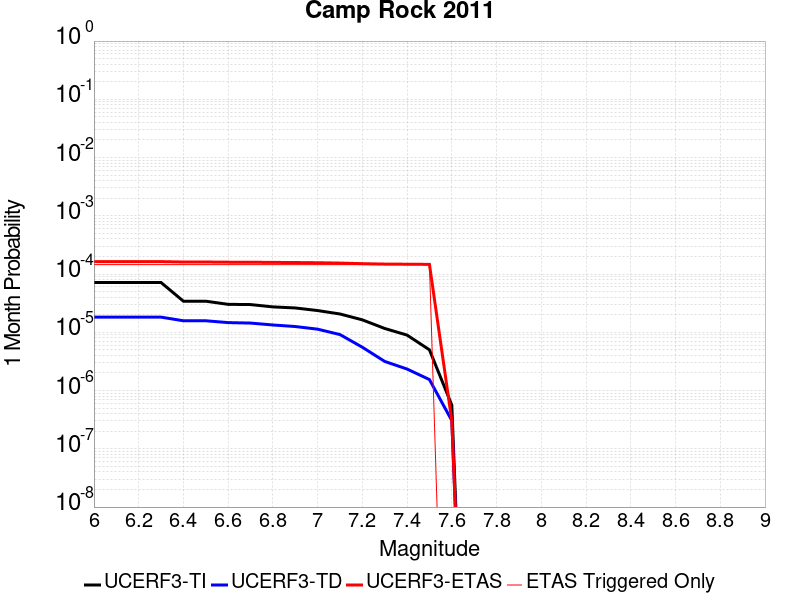 Camp Rock 2011
10^0
10^-1
10^-2
10^-3
10^-4
10^-5
10^-6
10^-7
10^-8
1 Month Probability
6 6.2 6.4 6.6 6.8 7 7.2 7.4 7.6 7.8 8 8.2 8.4 8.6 8.8 9
Magnitude
UCERF3-TI UCERF3-TD UCERF3-ETAS ETAS Triggered Only